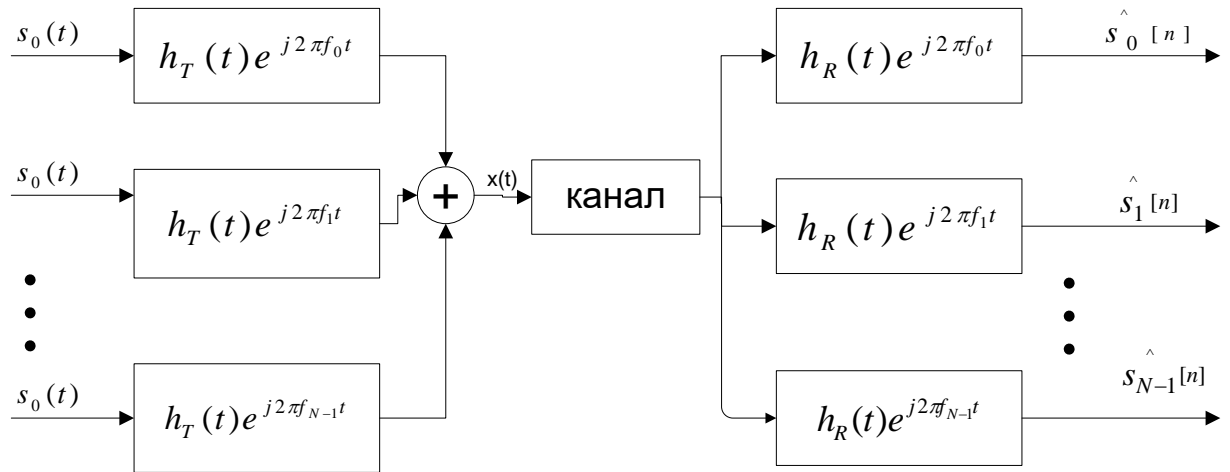 s_0(t)
h_T(t)e^{j2πf_0t}
h_R(t)e^{j2πf_0t}
ŝ_0[n]
s_0(t)
h_T(t)e^{j2πf_1t}
+
x(t)
канал
h_R(t)e^{j2πf_1t}
ŝ_1[n]
s_0(t)
h_T(t)e^{j2πf_{N-1}t}
h_R(t)e^{j2πf_{N-1}t}
ŝ_{N-1}[n]